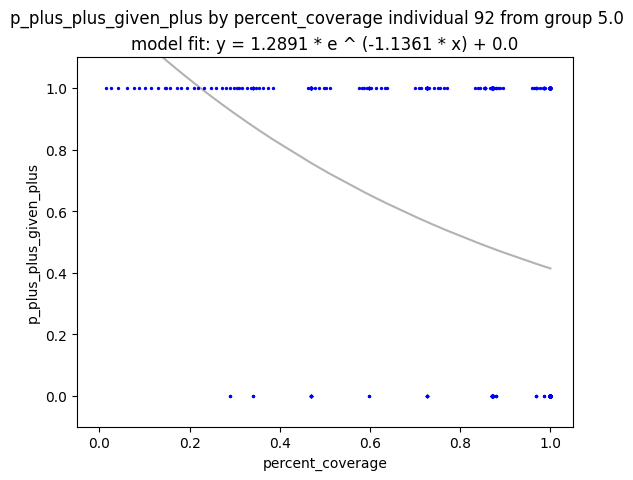 p_plus_plus_given_plus by percent_coverage individual 92 from group 5.0
model fit: y = 1.2891 * e ^ (-1.1361 * x) + 0.0
1.0
0.8
0.6
0.4
0.2
0.0
p_plus_plus_given_plus
0.0 0.2 0.4 0.6 0.8 1.0
percent_coverage